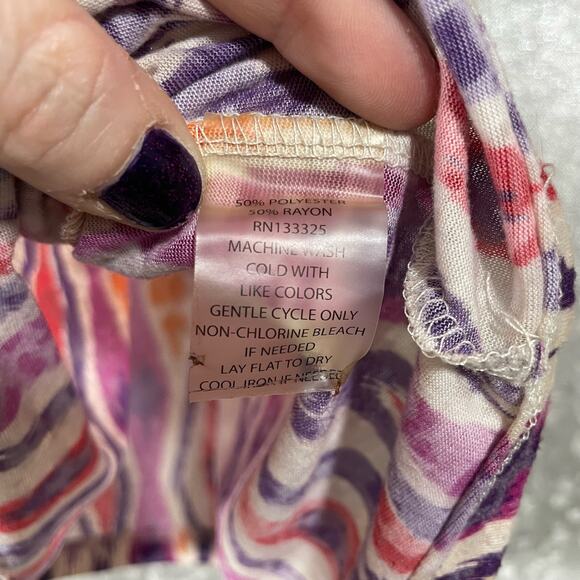 50% POLYESTER
50% RAYON
RN133325
MACHINE WASH
COLD WITH
LIKE COLORS
GENTLE CYCLE ONLY
NON-CHLORINE BLEACH
IF NEEDED
LAY FLAT TO DRY
COOL IRON IF NEEDED